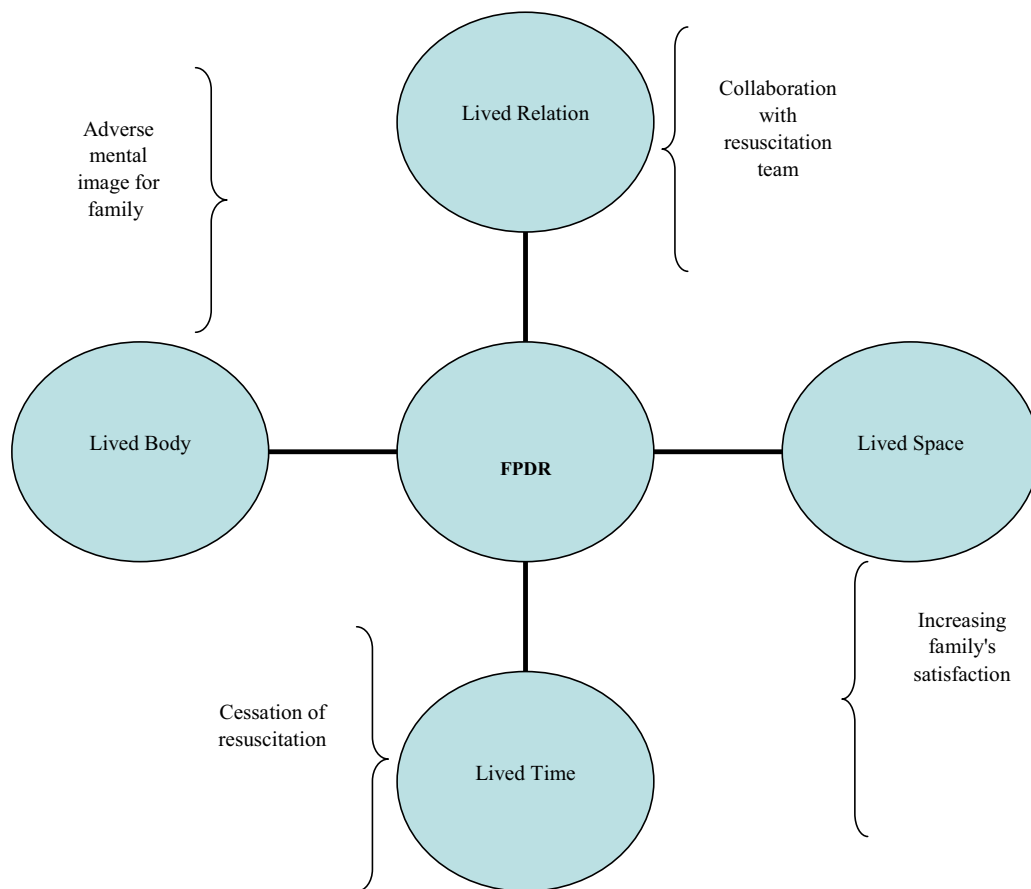 Lived Relation
Collaboration
with
resuscitation
team
Adverse
mental
image for
family
Lived Body
FPDR
Lived Space
Increasing
family's
satisfaction
Cessation of
resuscitation
Lived Time